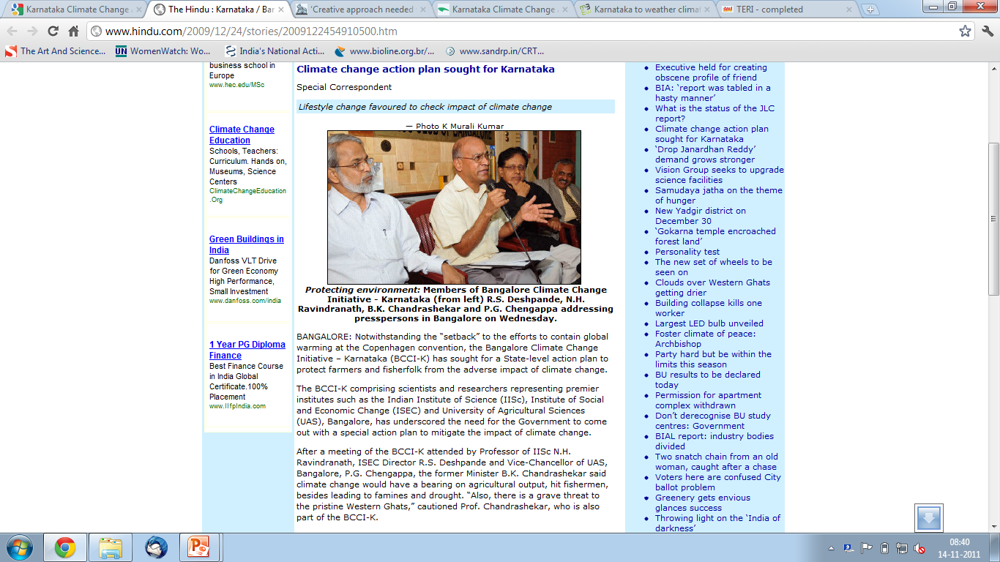 Karnataka Climate Change A
The Hindu : Karnataka / Ban
'Creative approach needed
Karnataka Climate Change A
Karnataka to weather climat
TERI - completed
www.hindu.com/2009/12/24/stories/2009122454910500.htm
The Art And Science...
UN WomenWatch: Wo...
India's National Acti...
www.bioline.org.br/...
www.sandrp.in/CRT...
business school in
Europe
www.hec.edu/MSc
Climate Change
Education
Schools, Teachers:
Curriculum. Hands on,
Museums, Science
Centers
ClimateChangeEducation
.Org
Green Buildings in
India
Danfoss VLT Drive
for Green Economy
High Performance,
Small Investment
www.danfoss.com/india
1 Year PG Diploma
Finance
Best Finance Course
in India Global
Certificate.100%
Placement
www.IIfpIndia.com
Climate change action plan sought for Karnataka
Special Correspondent
Lifestyle change favoured to check impact of climate change
— Photo K Murali Kumar
Protecting environment: Members of Bangalore Climate Change
Initiative - Karnataka (from left) R.S. Deshpande, N.H.
Ravindranath, B.K. Chandrashekar and P.G. Chengappa addressing
presspersons in Bangalore on Wednesday.
BANGALORE: Notwithstanding the “setback” to the efforts to contain global
warming at the Copenhagen convention, the Bangalore Climate Change
Initiative – Karnataka (BCCI-K) has sought for a State-level action plan to
protect farmers and fisherfolk from the adverse impact of climate change.
The BCCI-K comprising scientists and researchers representing premier
institutes such as the Indian Institute of Science (IISc), Institute of Social
and Economic Change (ISEC) and University of Agricultural Sciences
(UAS), Bangalore, has underscored the need for the Government to come
out with a special action plan to mitigate the impact of climate change.
After a meeting of the BCCI-K attended by Professor of IISc N.H.
Ravindranath, ISEC Director R.S. Deshpande and Vice-Chancellor of UAS,
Bangalore, P.G. Chengappa, the former Minister B.K. Chandrashekar said
climate change would have a bearing on agricultural output, hit fishermen,
besides leading to famines and drought. “Also, there is a grave threat to
the pristine Western Ghats,” cautioned Prof. Chandrashekar, who is also
part of the BCCI-K.
Executive held for creating
obscene profile of friend
BIA: ‘report was tabled in a
hasty manner’
What is the status of the JLC
report?
Climate change action plan
sought for Karnataka
‘Drop Janardhan Reddy’
demand grows stronger
Vision Group seeks to upgrade
science facilities
Samudaya jatha on the theme
of hunger
New Yadgir district on
December 30
‘Gokarna temple encroached
forest land’
Personality test
The new set of wheels to be
seen on
Clouds over Western Ghats
getting drier
Building collapse kills one
worker
Largest LED bulb unveiled
Foster climate of peace:
Archbishop
Party hard but be within the
limits this season
BU results to be declared
today
Permission for apartment
complex withdrawn
Don’t derecognise BU study
centres: Government
BIAL report: industry bodies
divided
Two snatch chain from an old
woman, caught after a chase
Voters here are confused City
ballot problem
Greenery gets envious
glances success
Throwing light on the ‘India of
darkness’
08:40
14-11-2011